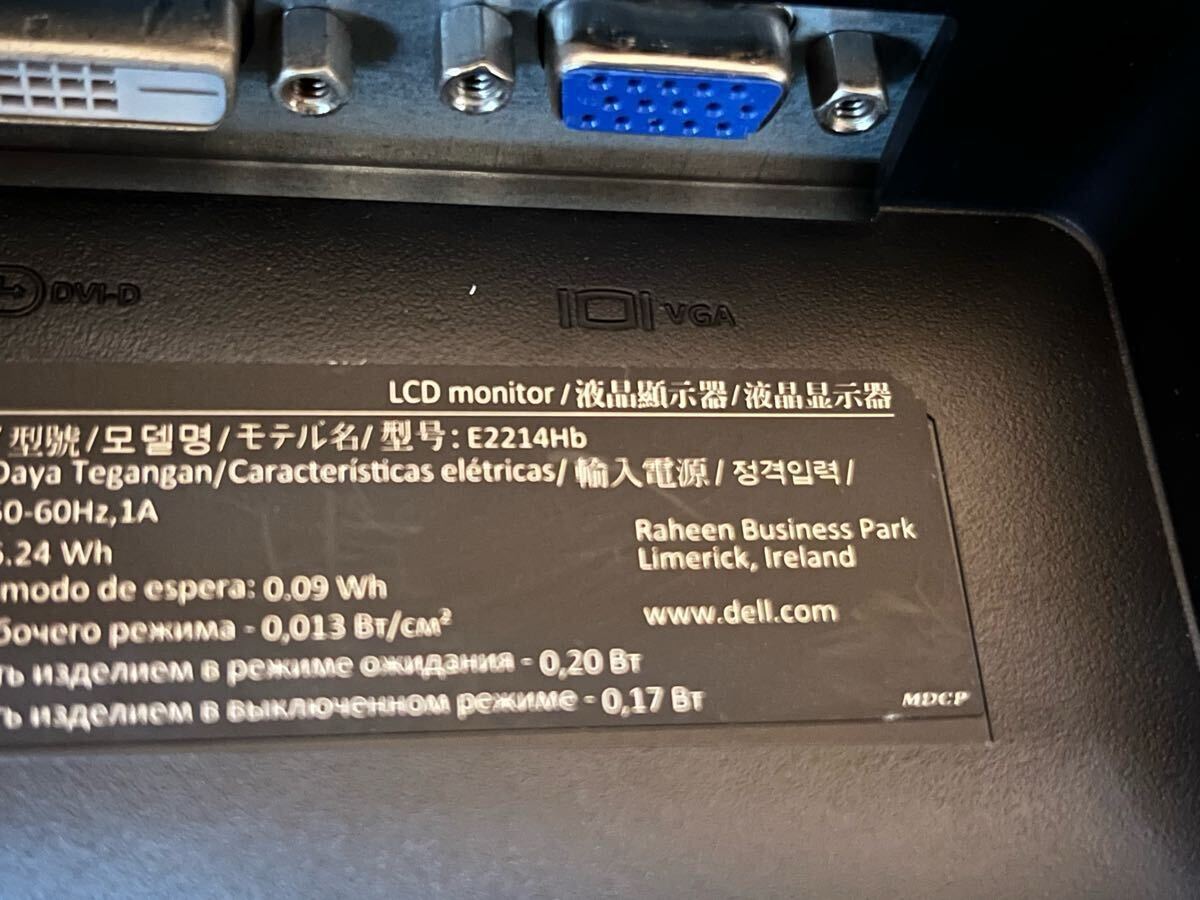 DVI-D
VGA
LCD monitor/液晶顯示器/液晶显示器
/型號/모델명/モデル名/型号: E2214Hb
Daya Tegangan/Características elétricas/輸入電源/정격입력/
50-60Hz,1A
.24 Wh
Raheen Business Park
Limerick, Ireland
modo de espera: 0.09 Wh
www.dell.com
бочего режима - 0,013 Вт/см²
ть изделием в режиме ожидания - 0,20 Вт
ть изделием в выключенном режиме - 0,17 Вт
MDCP